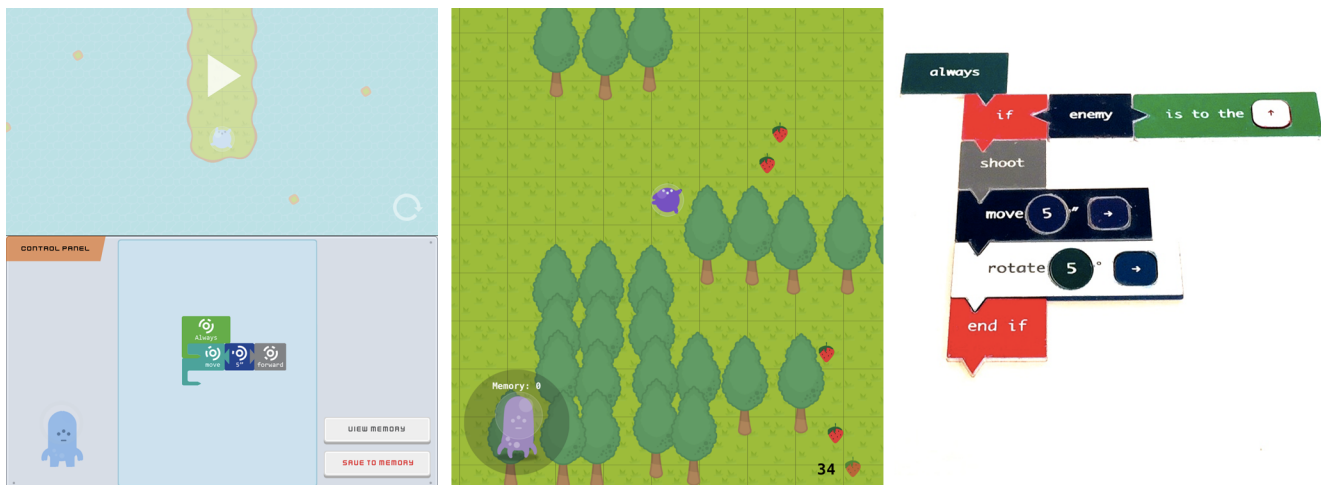 CONTROL PANEL
Always
move
5"
forward
VIEW MEMORY
SAVE TO MEMORY
Memory: 0
34
always
if enemy is to the ↑
shoot
move 5 " →
rotate 5 ° →
end if